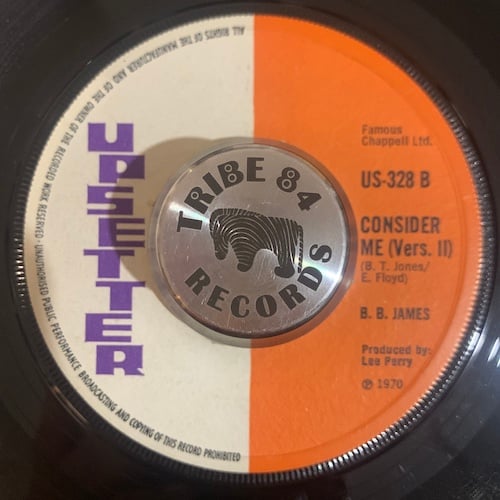 ALL RIGHTS OF THE MANUFACTURER AND OF THE OWNER OF THE RECORDED WORK RESERVED · UNAUTHORISED PUBLIC PERFORMANCE BROADCASTING AND COPYING OF THIS RECORD PROHIBITED
UPSETTER
TRIBE 84
RECORDS
Famous
Chappell Ltd.
US-328 B
CONSIDER
ME (Vers. II)
(B. T. Jones/
E. Floyd)
B. B. JAMES
Produced by:
Lee Perry
℗ 1970